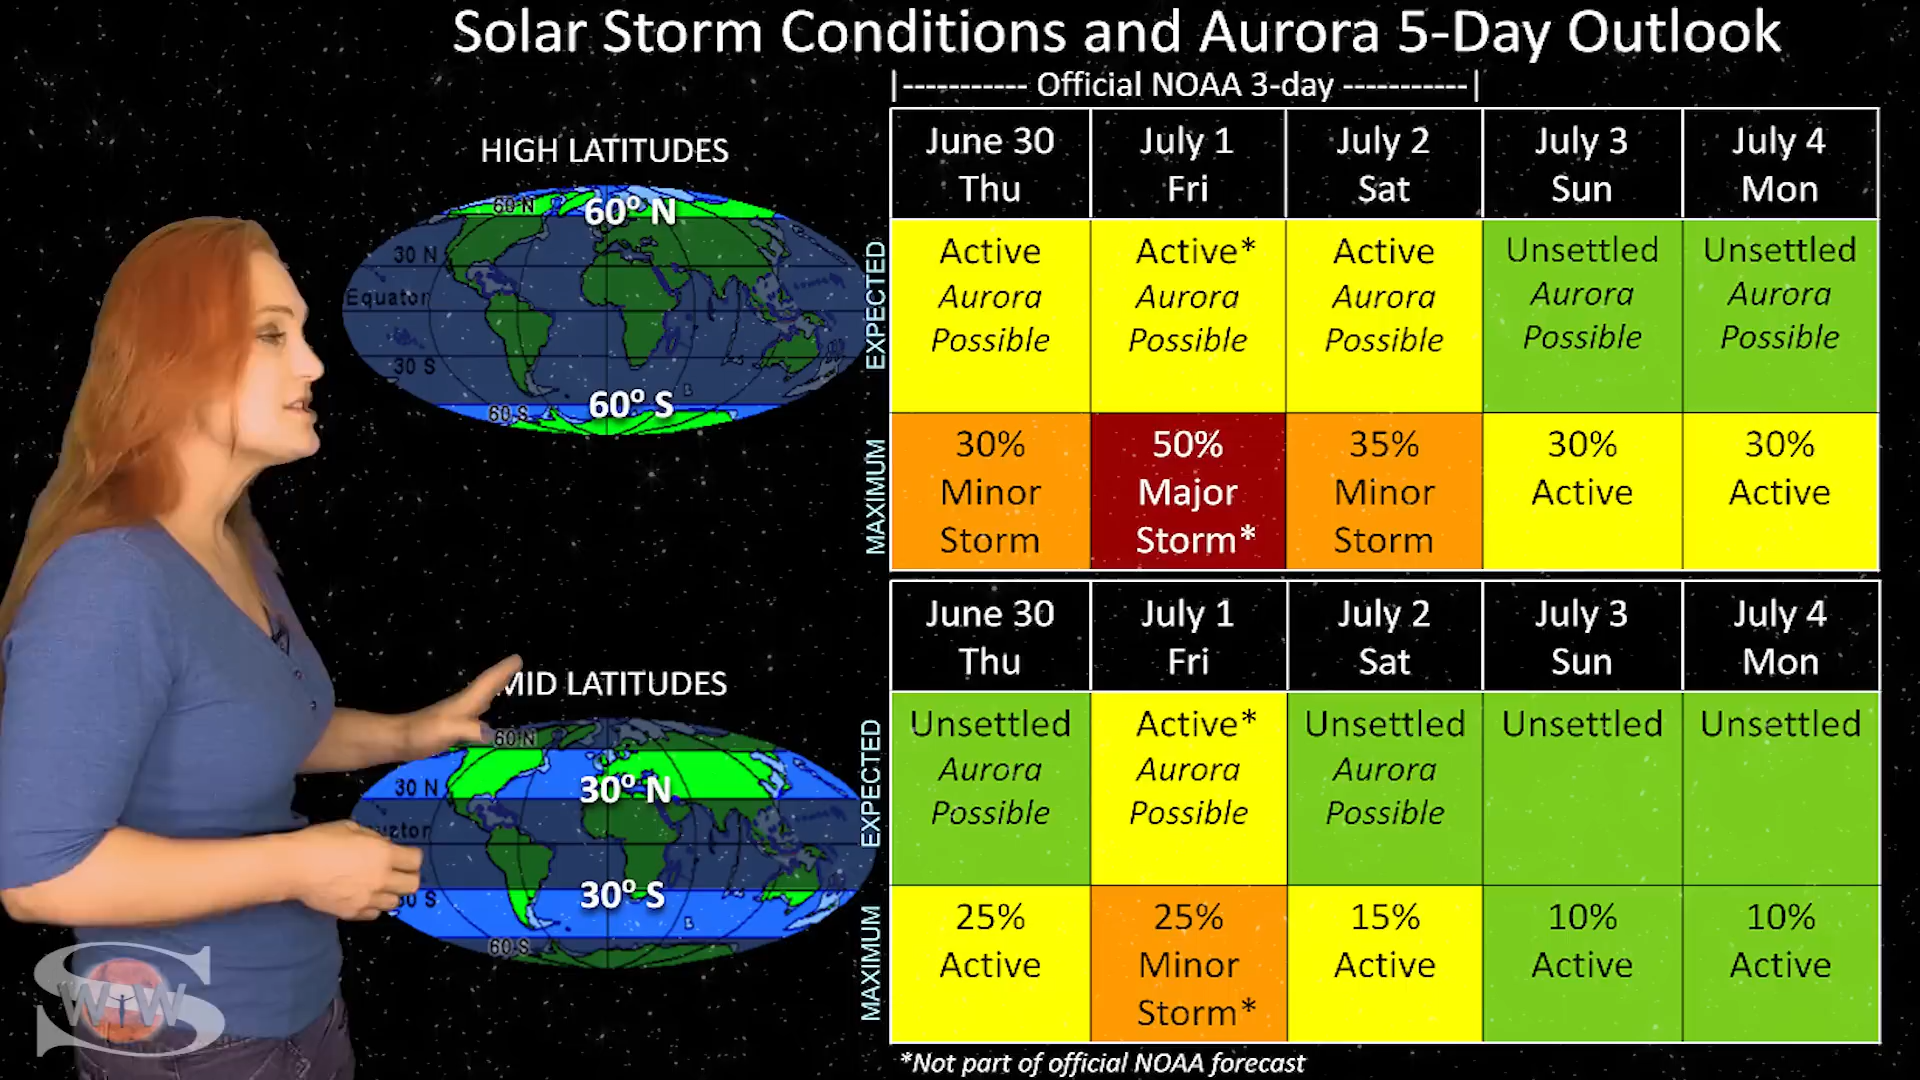 Solar Storm Conditions and Aurora 5-Day Outlook
|----------- Official NOAA 3-day -----------|
HIGH LATITUDES
60 N
60º N
30 N
Equator
30 S
60 S
60º S
EXPECTED
MAXIMUM
June 30 July 1 July 2 July 3 July 4
Thu Fri Sat Sun Mon
Active Active* Active Unsettled Unsettled
Aurora Aurora Aurora Aurora Aurora
Possible Possible Possible Possible Possible
30% 50% 35% 30% 30%
Minor Major Minor Active Active
Storm Storm* Storm
MID LATITUDES
60 N
30 N
30º N
30º S
60 S
EXPECTED
MAXIMUM
June 30 July 1 July 2 July 3 July 4
Thu Fri Sat Sun Mon
Unsettled Active* Unsettled Unsettled Unsettled
Aurora Aurora Aurora
Possible Possible Possible
25% 25% 15% 10% 10%
Active Minor Active Active Active
Storm*
*Not part of official NOAA forecast
S
WW